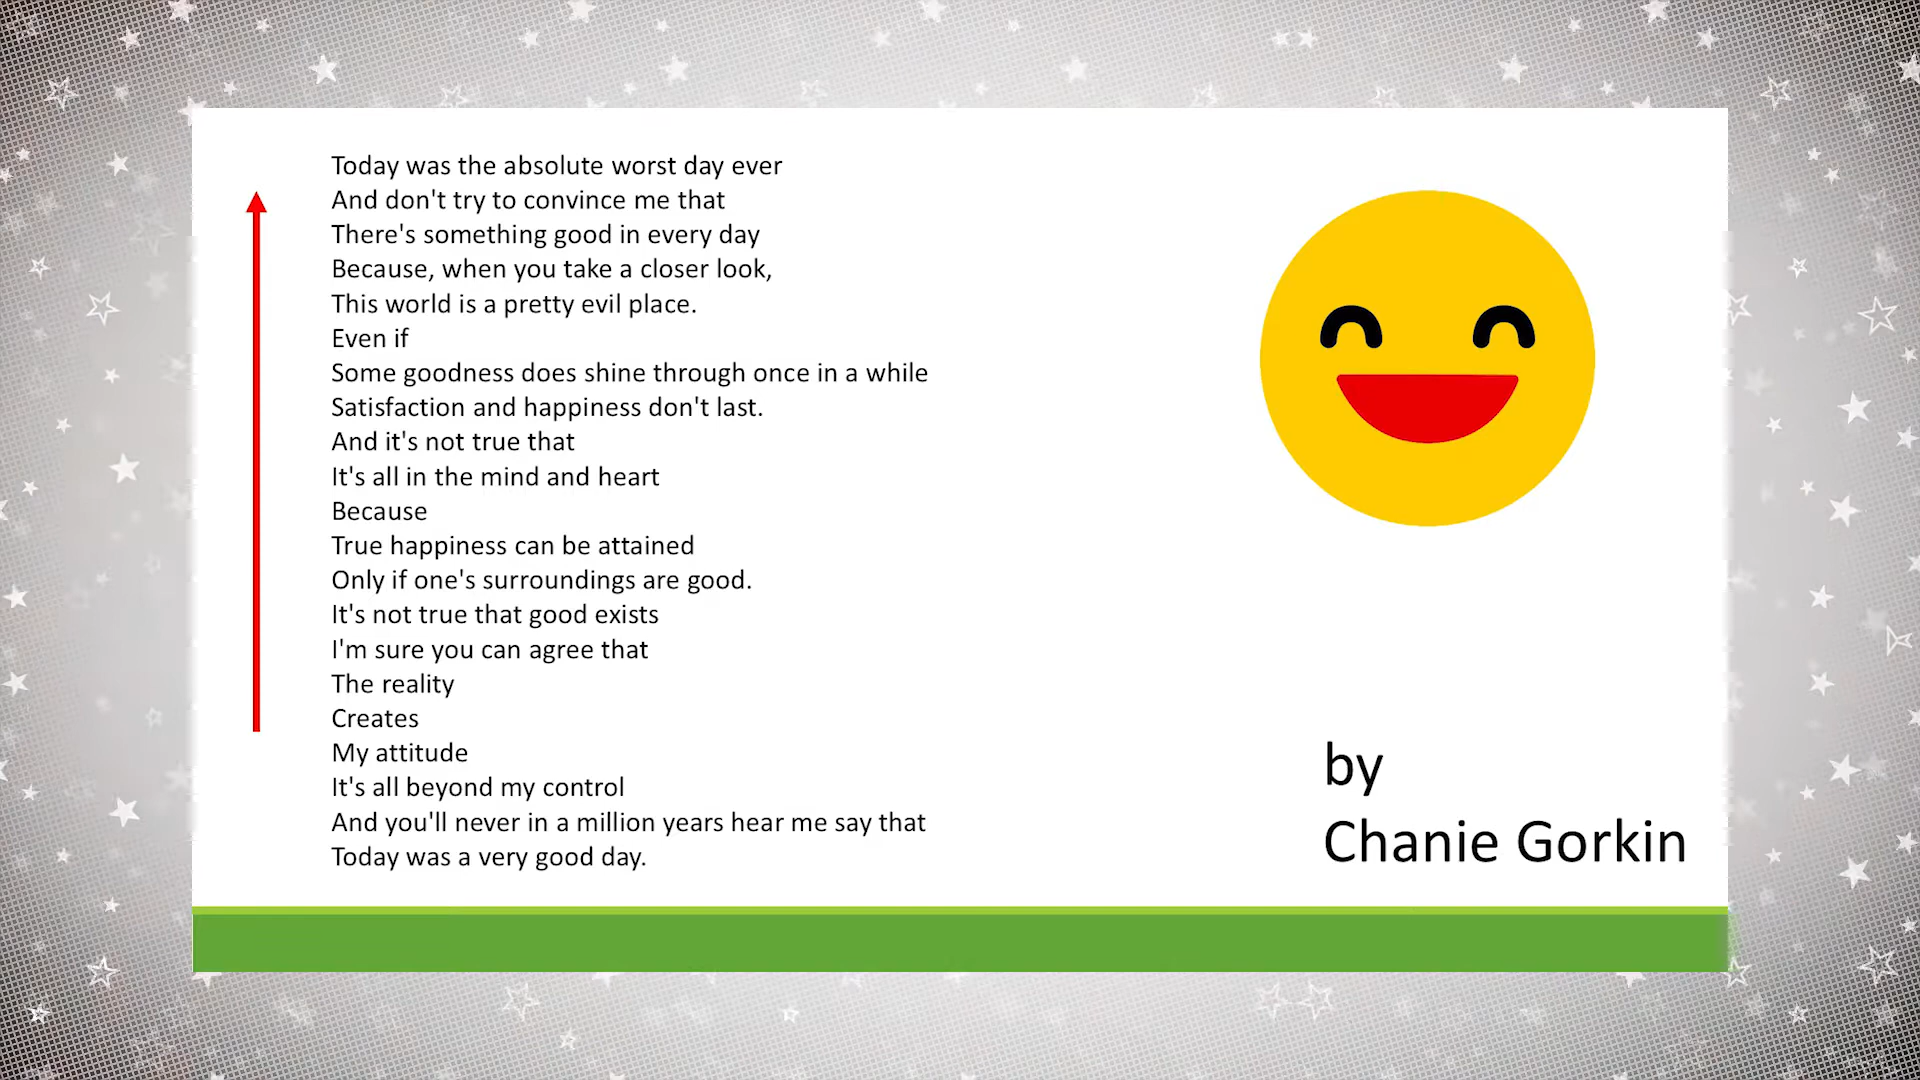 Today was the absolute worst day ever
And don't try to convince me that
There's something good in every day
Because, when you take a closer look,
This world is a pretty evil place.
Even if
Some goodness does shine through once in a while
Satisfaction and happiness don't last.
And it's not true that
It's all in the mind and heart
Because
True happiness can be attained
Only if one's surroundings are good.
It's not true that good exists
I'm sure you can agree that
The reality
Creates
My attitude
It's all beyond my control
And you'll never in a million years hear me say that
Today was a very good day.
by
Chanie Gorkin